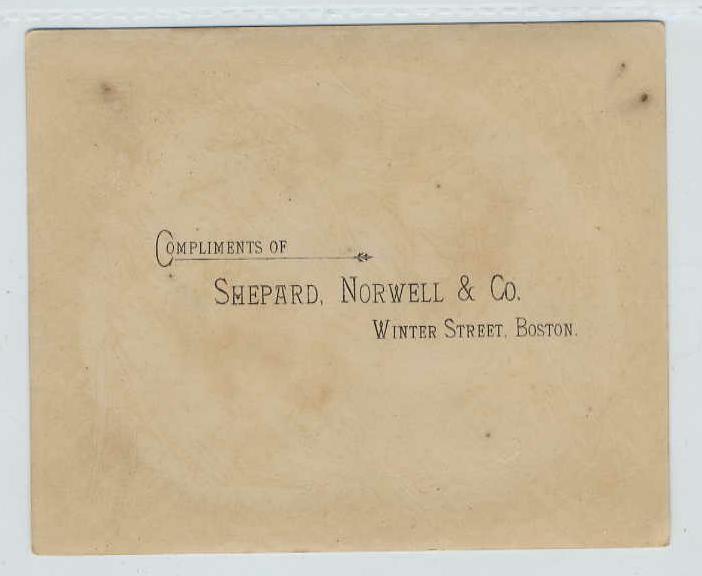 Compliments of
Shepard, Norwell & Co.
Winter Street, Boston.